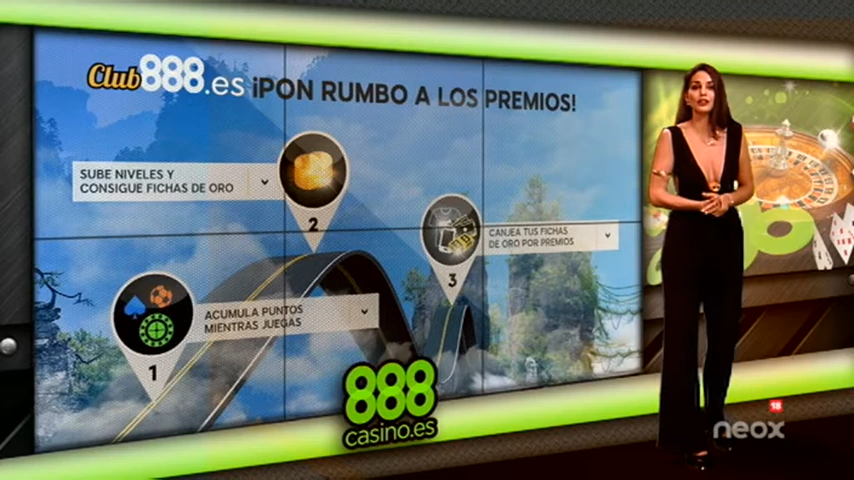 Club888.es ¡PON RUMBO A LOS PREMIOS!
SUBE NIVELES Y
CONSIGUE FICHAS DE ORO
2
CANJEA TUS FICHAS
DE ORO POR PREMIOS
3
ACUMULA PUNTOS
MIENTRAS JUEGAS
1
888
casino.es
18
neox